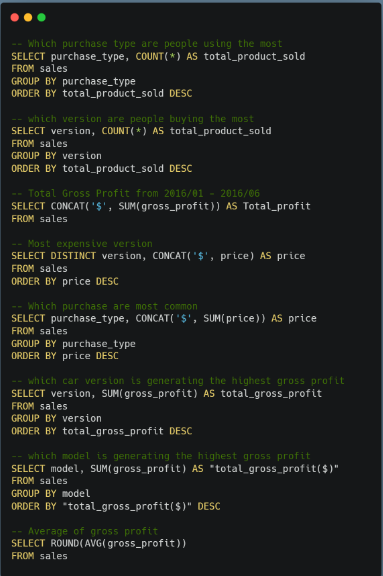 -- Which purchase type are people using the most
SELECT purchase_type, COUNT(*) AS total_product_sold
FROM sales
GROUP BY purchase_type
ORDER BY total_product_sold DESC
-- which version are people buying the most
SELECT version, COUNT(*) AS total_product_sold
FROM sales
GROUP BY version
ORDER BY total_product_sold DESC
-- Total Gross Profit from 2016/01 - 2016/06
SELECT CONCAT('$', SUM(gross_profit)) AS Total_profit
FROM sales
-- Most expensive version
SELECT DISTINCT version, CONCAT('$', price) AS price
FROM sales
ORDER BY price DESC
-- Which purchase are most common
SELECT purchase_type, CONCAT('$', SUM(price)) AS price
FROM sales
GROUP BY purchase_type
ORDER BY price DESC
-- which car version is generating the highest gross profit
SELECT version, SUM(gross_profit) AS total_gross_profit
FROM sales
GROUP BY version
ORDER BY total_gross_profit DESC
-- which model is generating the highest gross profit
SELECT model, SUM(gross_profit) AS "total_gross_profit($)"
FROM sales
GROUP BY model
ORDER BY "total_gross_profit($)" DESC
-- Average of gross profit
SELECT ROUND(AVG(gross_profit))
FROM sales